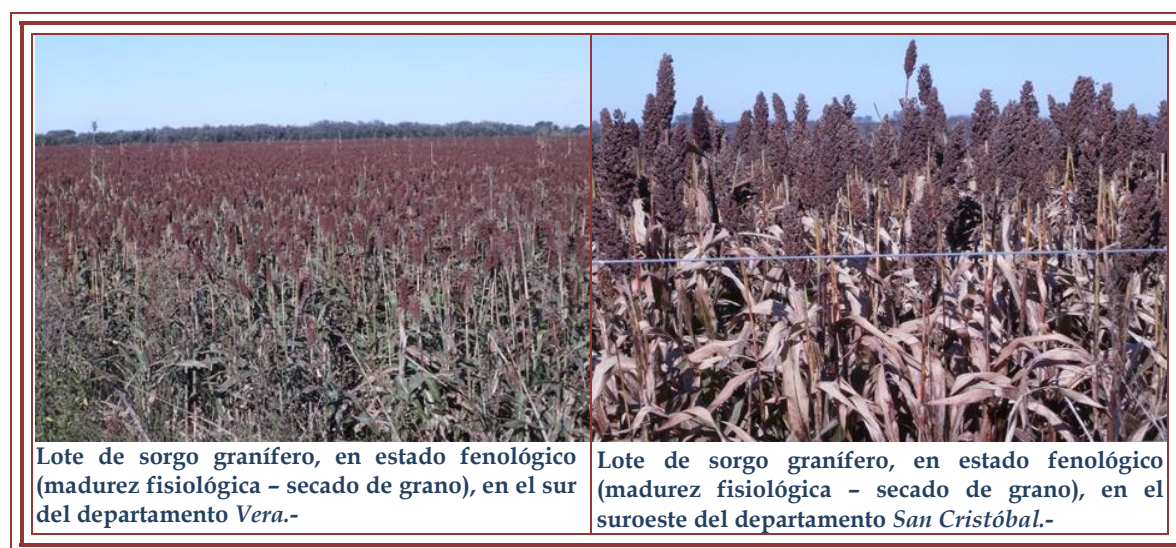 Lote de sorgo granífero, en estado fenológico
(madurez fisiológica – secado de grano), en el sur
del departamento Vera.-
Lote de sorgo granífero, en estado fenológico
(madurez fisiológica – secado de grano), en el
suroeste del departamento San Cristóbal.-